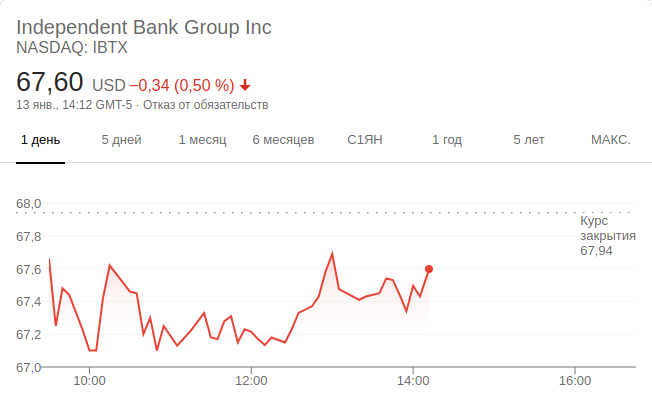 Independent Bank Group Inc
NASDAQ: IBTX
67,60 USD −0,34 (0,50 %)
13 янв., 14:12 GMT-5 · Отказ от обязательств
1 день 5 дней 1 месяц 6 месяцев С1ЯН 1 год 5 лет МАКС.
68,0
Курс
закрытия
67,94
67,8
67,6
67,4
67,2
67,0
10:00 12:00 14:00 16:00